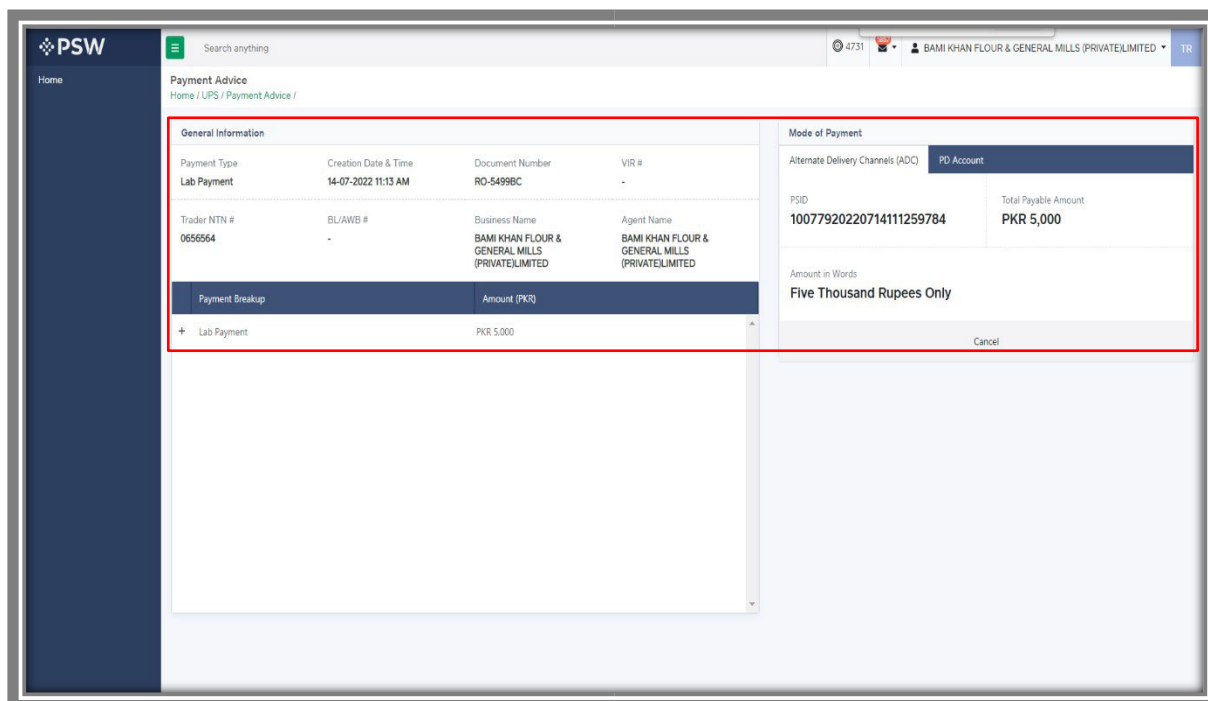 PSW
Search anything
4731
BAMI KHAN FLOUR & GENERAL MILLS (PRIVATE)LIMITED
TR
Home
Payment Advice
Home / UPS / Payment Advice /
General Information
Payment Type
Creation Date & Time
Document Number
VIR #
Lab Payment
14-07-2022 11:13 AM
RO-5499BC
-
Trader NTN #
BL/AWB #
Business Name
Agent Name
0656564
-
BAMI KHAN FLOUR &
GENERAL MILLS
(PRIVATE)LIMITED
BAMI KHAN FLOUR &
GENERAL MILLS
(PRIVATE)LIMITED
Payment Breakup
Amount (PKR)
+ Lab Payment
PKR 5,000
Mode of Payment
Alternate Delivery Channels (ADC)
PD Account
PSID
Total Payable Amount
10077920220714111259784
PKR 5,000
Amount in Words
Five Thousand Rupees Only
Cancel